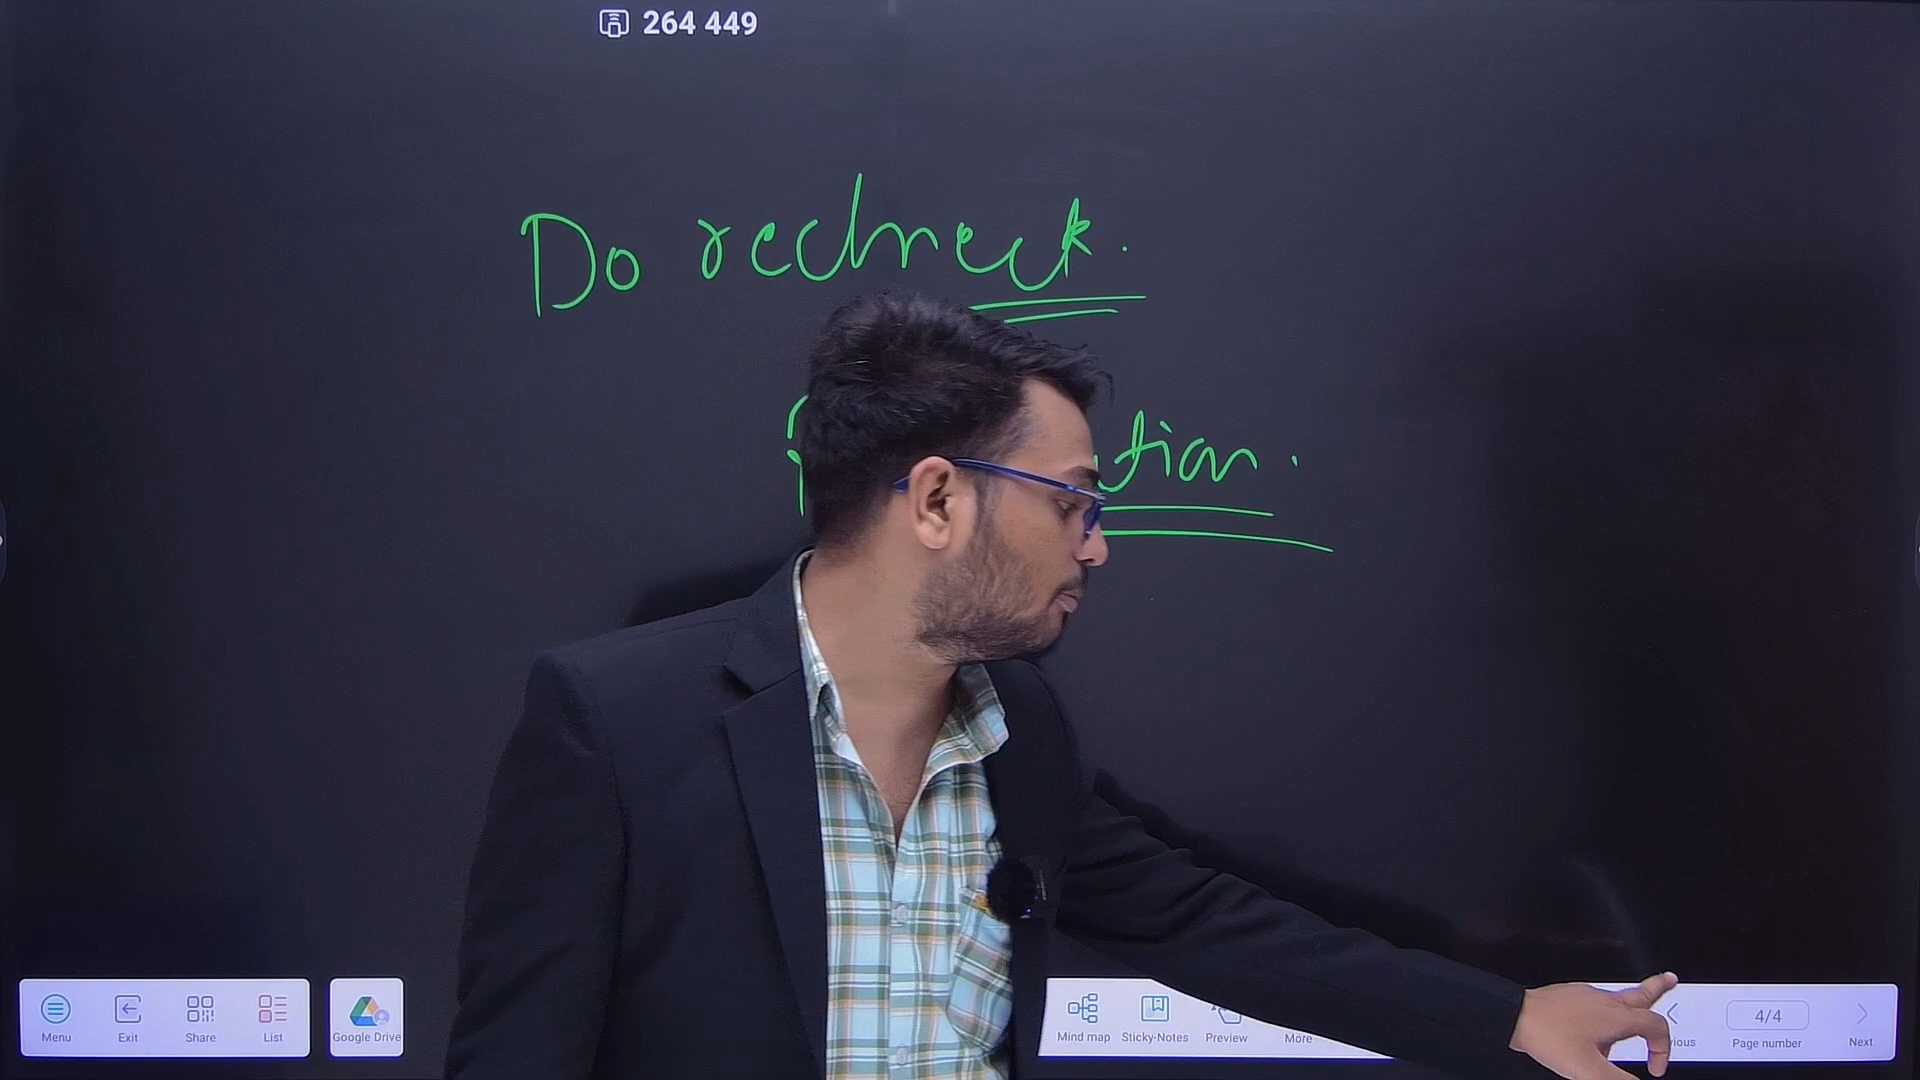 264 449
Do recheck.
Menu Exit Share List Google Drive Mind map Sticky-Notes Preview More 4/4 Page number Next